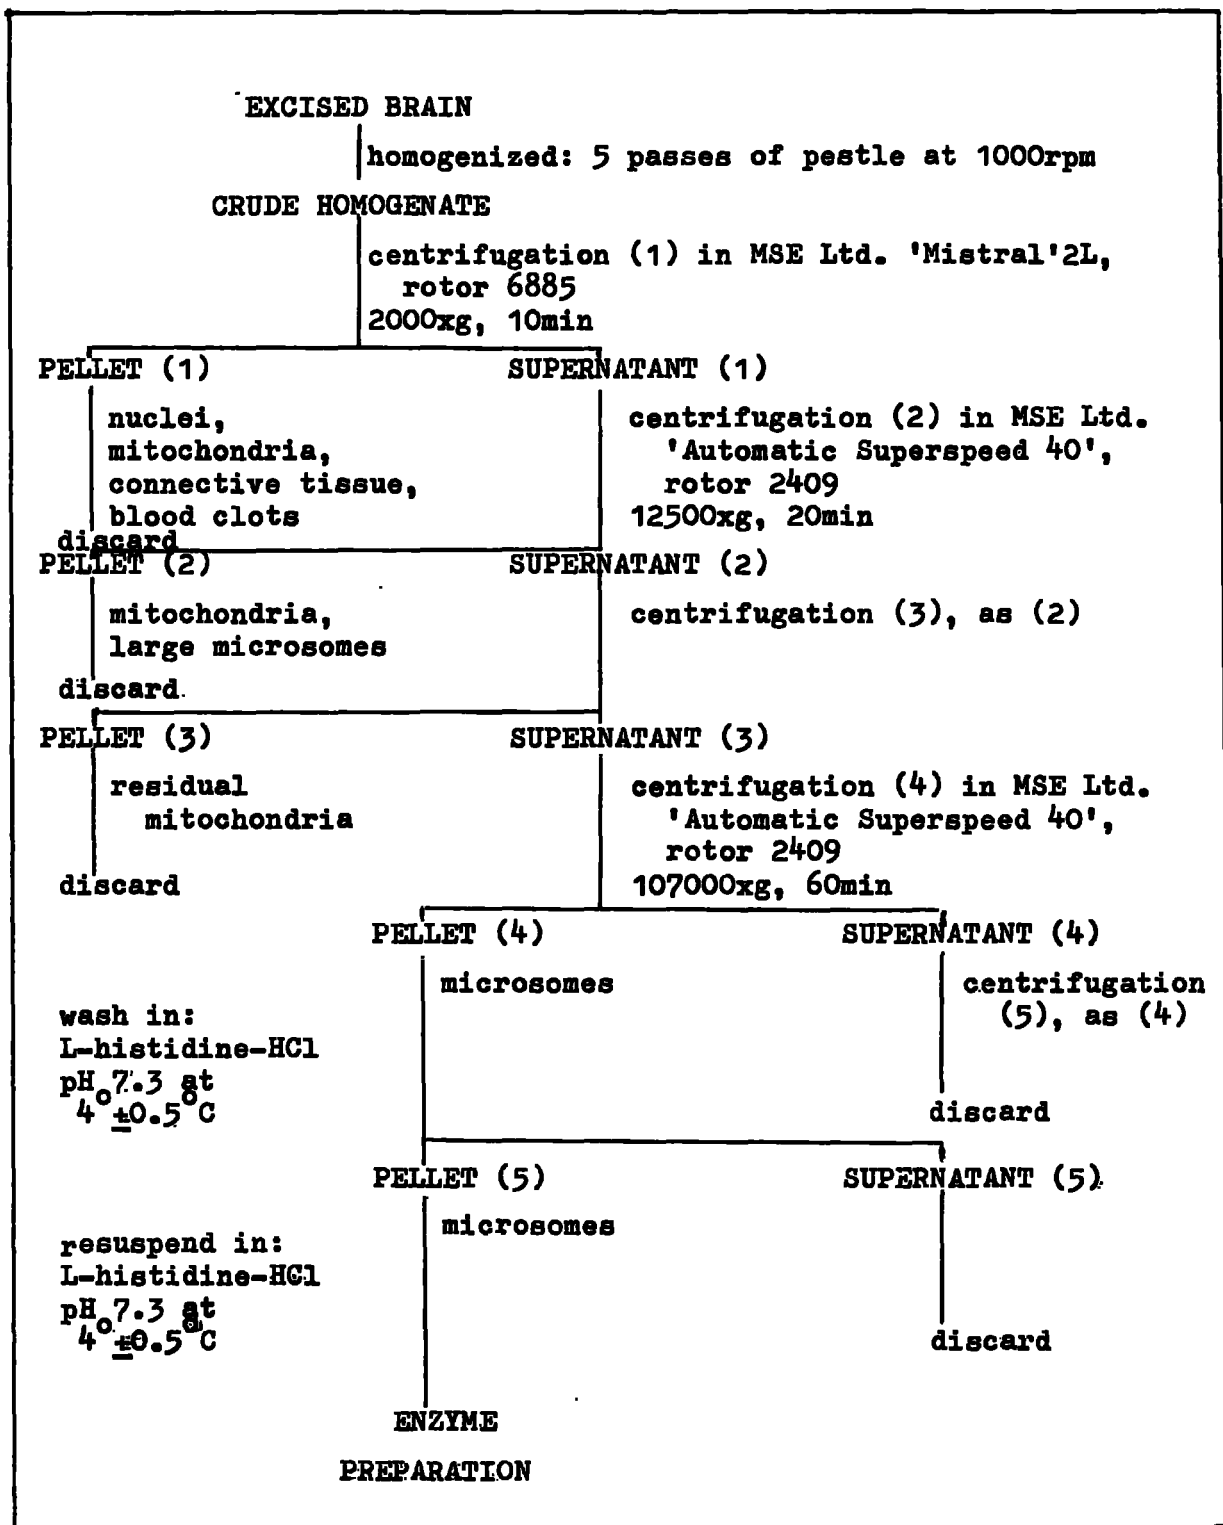 EXCISED BRAIN
homogenized: 5 passes of pestle at 1000rpm
CRUDE HOMOGENATE
centrifugation (1) in MSE Ltd. 'Mistral'2L,
rotor 6885
2000xg, 10min
PELLET (1)
SUPERNATANT (1)
nuclei,
mitochondria,
connective tissue,
blood clots
discard
centrifugation (2) in MSE Ltd.
'Automatic Superspeed 40',
rotor 2409
12500xg, 20min
PELLET (2)
SUPERNATANT (2)
mitochondria,
large microsomes
discard
centrifugation (3), as (2)
PELLET (3)
SUPERNATANT (3)
residual
mitochondria
discard
centrifugation (4) in MSE Ltd.
'Automatic Superspeed 40',
rotor 2409
107000xg, 60min
PELLET (4)
SUPERNATANT (4)
microsomes
centrifugation
(5), as (4)
discard
wash in:
L-histidine-HCl
pH 7.3 at
4°±0.5°C
PELLET (5)
SUPERNATANT (5)
microsomes
discard
resuspend in:
L-histidine-HCl
pH 7.3 at
4°±0.5°C
ENZYME
PREPARATION